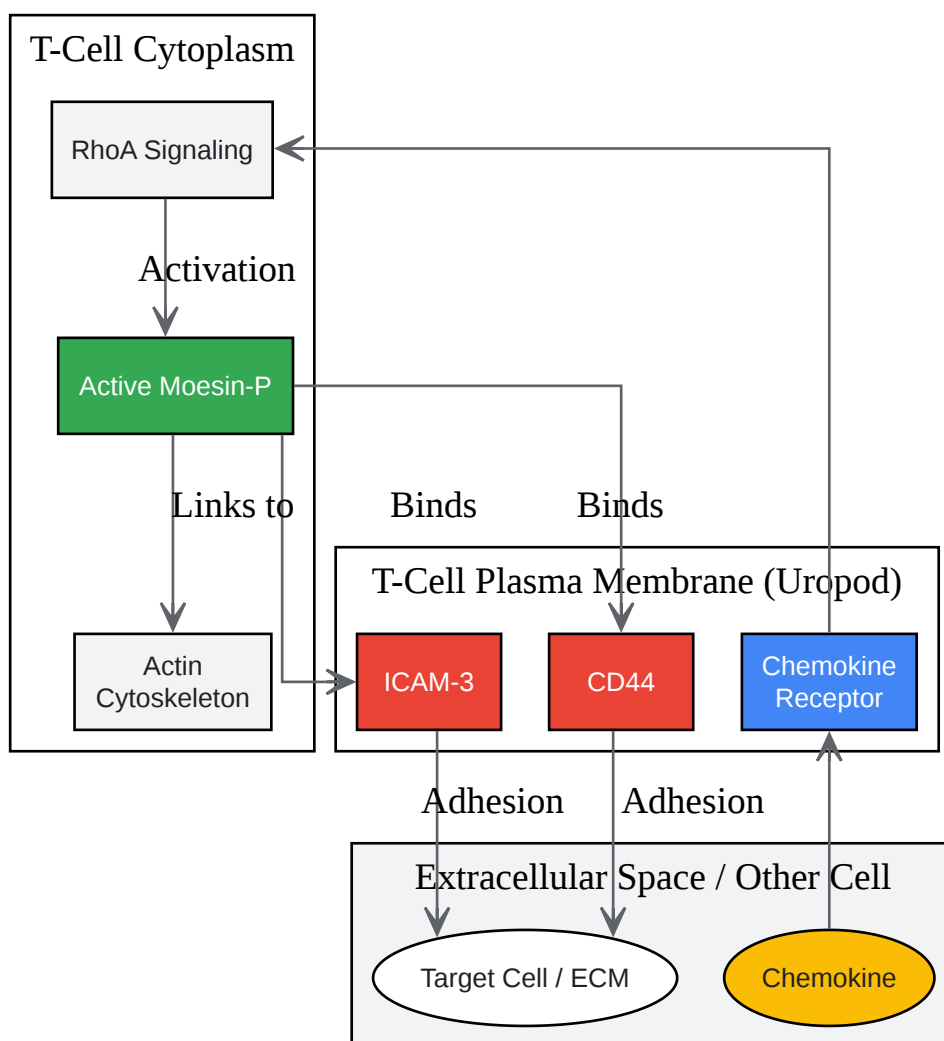 T-Cell Cytoplasm
RhoA Signaling
Activation
Active Moesin-P
Links to
Binds
Binds
T-Cell Plasma Membrane (Uropod)
Actin
Cytoskeleton
ICAM-3
CD44
Chemokine
Receptor
Adhesion
Adhesion
Extracellular Space / Other Cell
Target Cell / ECM
Chemokine